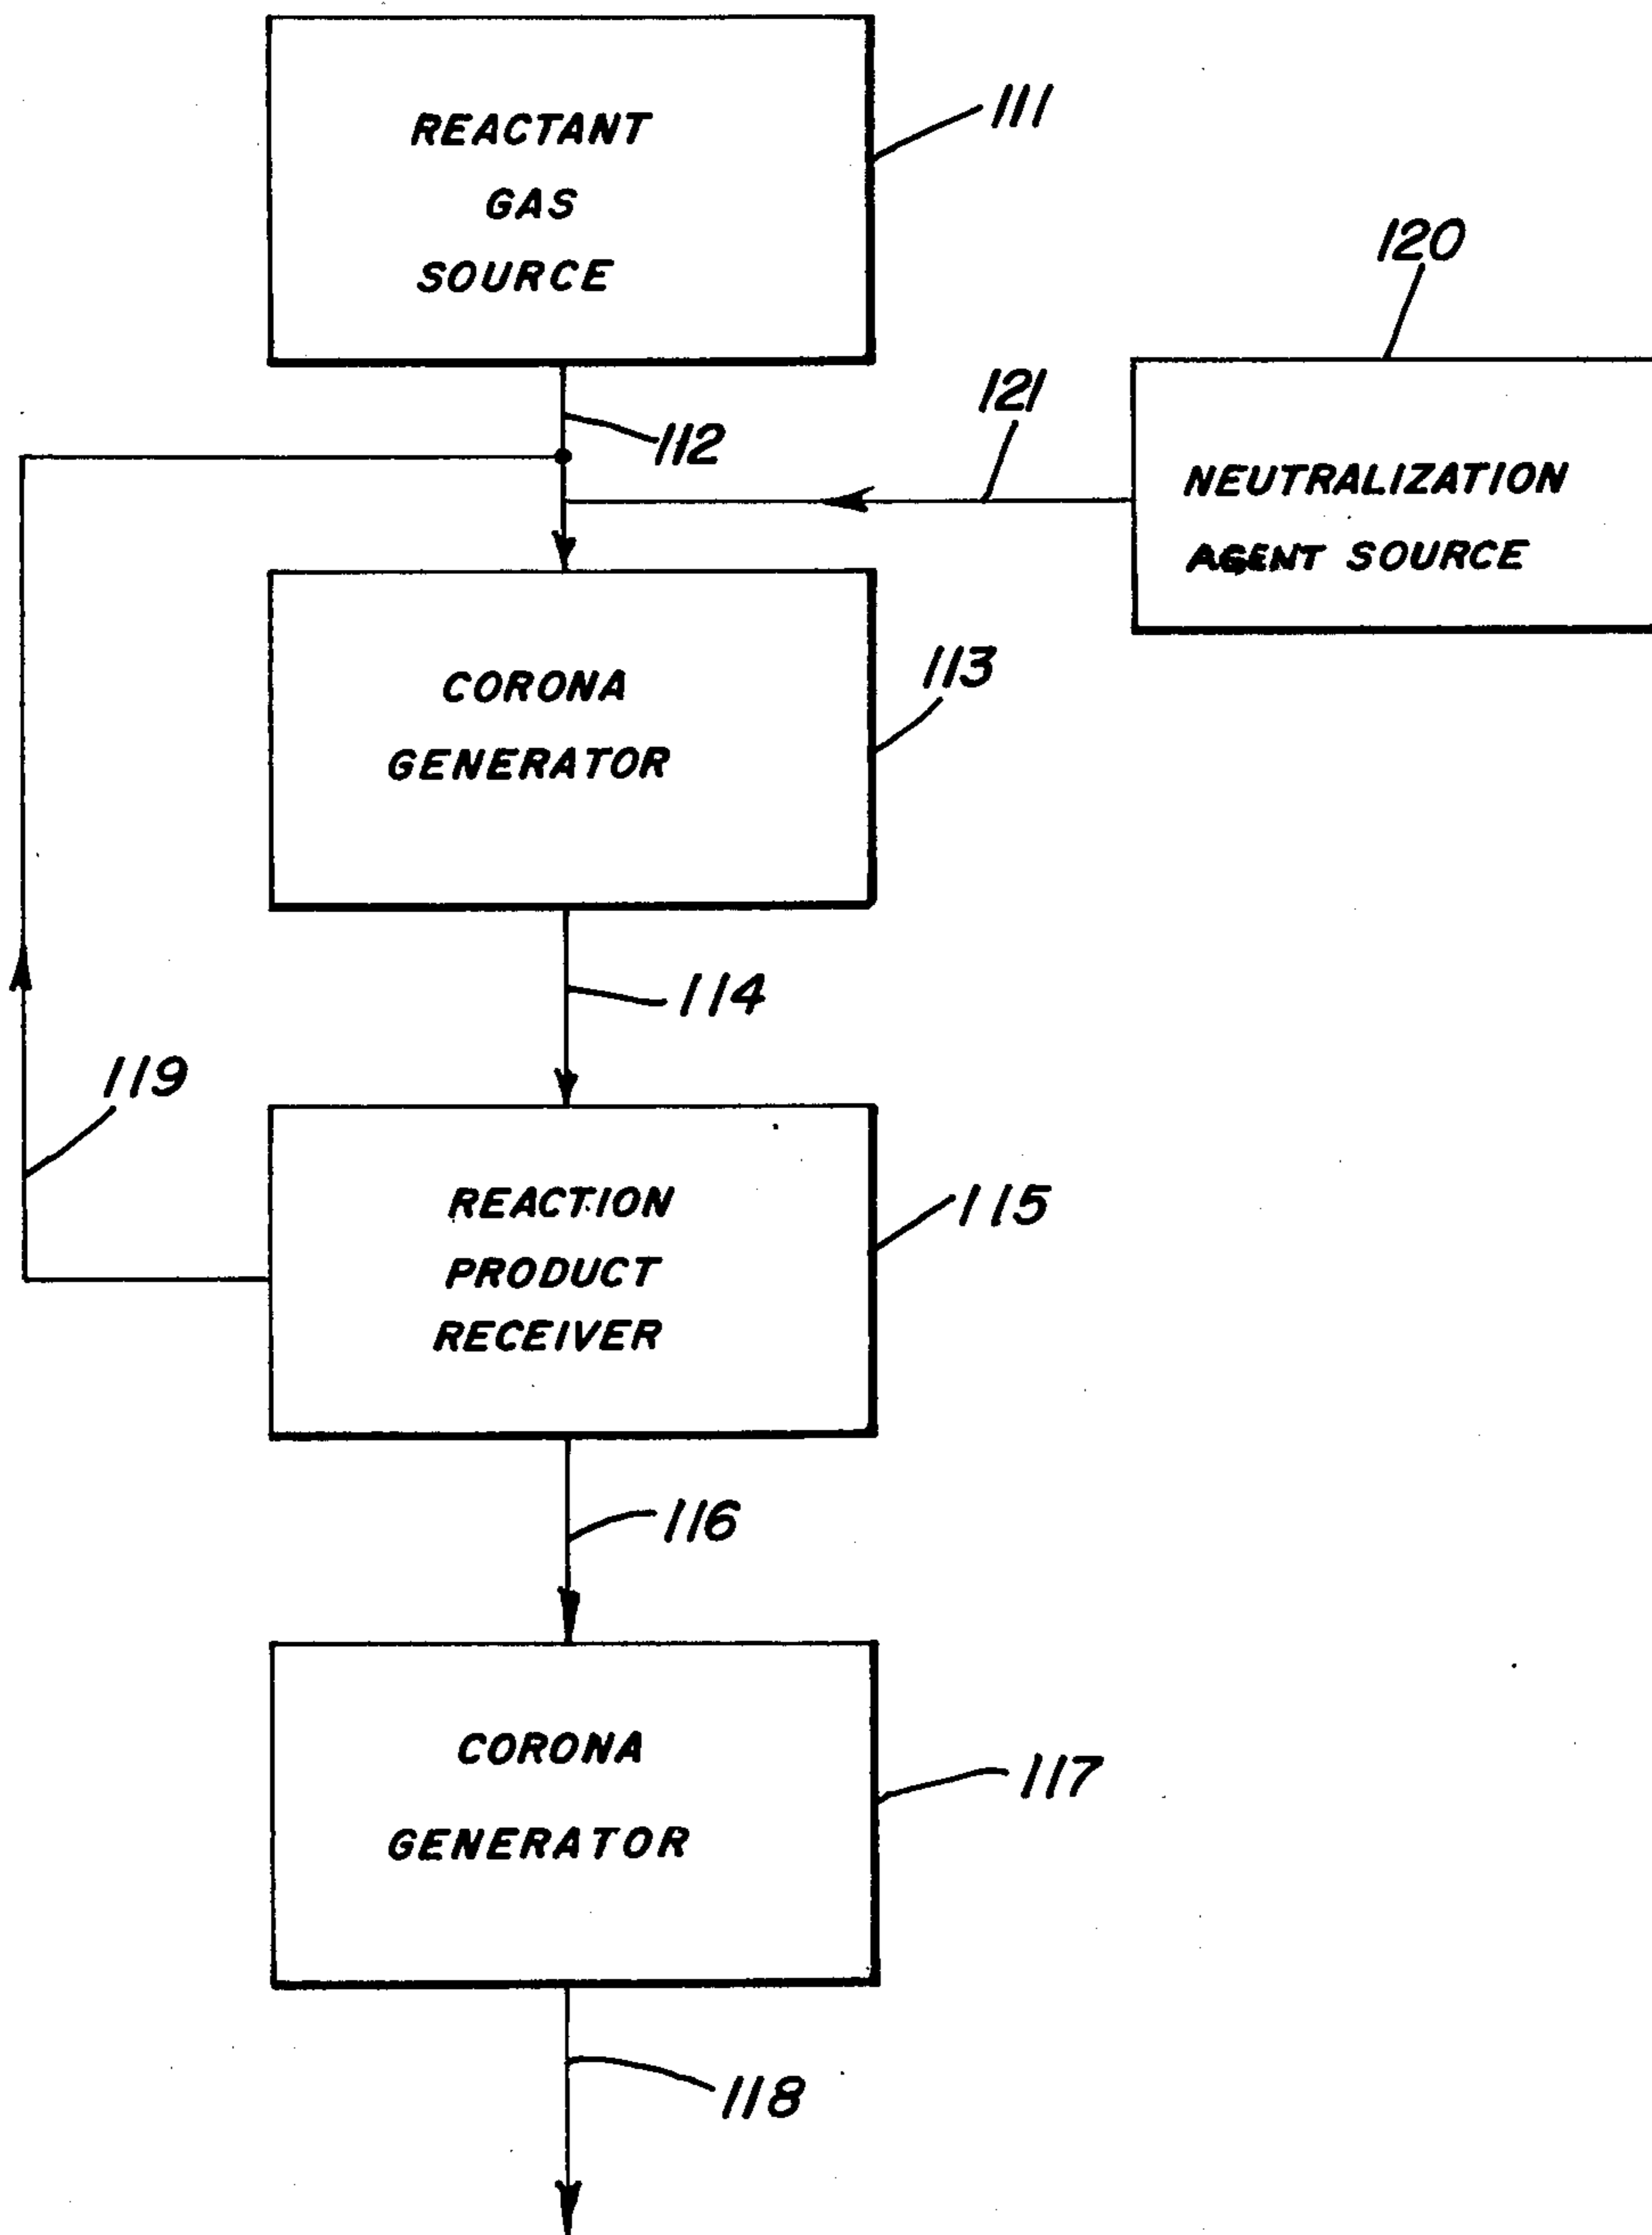 REACTANT
GAS
SOURCE
111
120
121
112
NEUTRALIZATION
AGENT SOURCE
113
CORONA
GENERATOR
114
119
115
REACTION
PRODUCT
RECEIVER
116
CORONA
GENERATOR
117
118